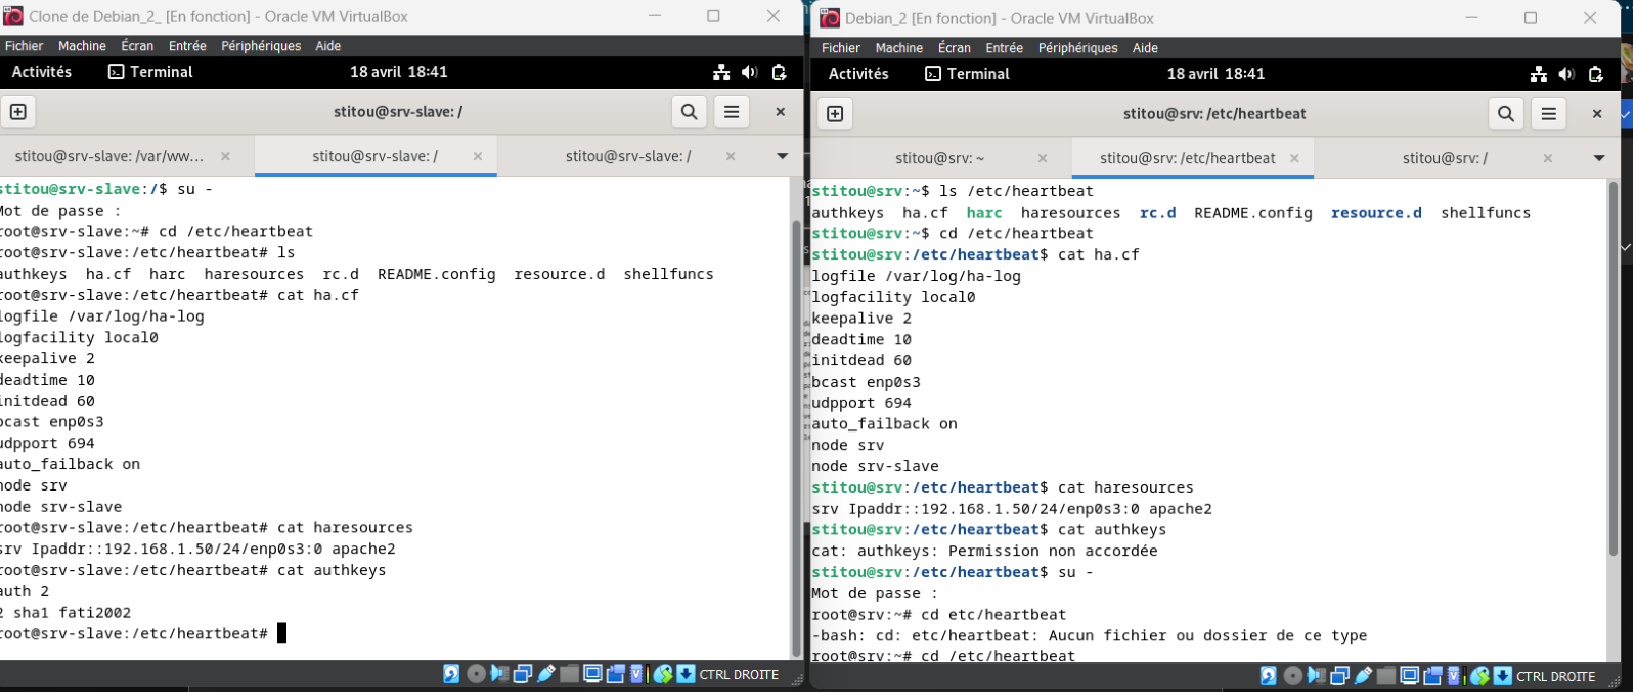 Clone de Debian_2_ [En fonction] - Oracle VM VirtualBox
Fichier Machine Écran Entrée Périphériques Aide
Activités Terminal 18 avril 18:41
stitou@srv-slave: /
stitou@srv-slave: /var/ww... stitou@srv-slave: / stitou@srv-slave: /
stitou@srv-slave:/$ su -
Mot de passe :
root@srv-slave:~# cd /etc/heartbeat
root@srv-slave:/etc/heartbeat# ls
authkeys ha.cf harc haresources rc.d README.config resource.d shellfuncs
root@srv-slave:/etc/heartbeat# cat ha.cf
logfile /var/log/ha-log
logfacility local0
keepalive 2
deadtime 10
initdead 60
bcast enp0s3
udpport 694
auto_failback on
node srv
node srv-slave
root@srv-slave:/etc/heartbeat# cat haresources
srv Ipaddr::192.168.1.50/24/enp0s3:0 apache2
root@srv-slave:/etc/heartbeat# cat authkeys
auth 2
2 sha1 fati2002
root@srv-slave:/etc/heartbeat#
CTRL DROITE
Debian_2 [En fonction] - Oracle VM VirtualBox
Fichier Machine Écran Entrée Périphériques Aide
Activités Terminal 18 avril 18:41
stitou@srv: /etc/heartbeat
stitou@srv: ~ stitou@srv: /etc/heartbeat stitou@srv: /
stitou@srv:~$ ls /etc/heartbeat
authkeys ha.cf harc haresources rc.d README.config resource.d shellfuncs
stitou@srv:~$ cd /etc/heartbeat
stitou@srv:/etc/heartbeat$ cat ha.cf
logfile /var/log/ha-log
logfacility local0
keepalive 2
deadtime 10
initdead 60
bcast enp0s3
udpport 694
auto_failback on
node srv
node srv-slave
stitou@srv:/etc/heartbeat$ cat haresources
srv Ipaddr::192.168.1.50/24/enp0s3:0 apache2
stitou@srv:/etc/heartbeat$ cat authkeys
cat: authkeys: Permission non accordée
stitou@srv:/etc/heartbeat$ su -
Mot de passe :
root@srv:~# cd etc/heartbeat
-bash: cd: etc/heartbeat: Aucun fichier ou dossier de ce type
root@srv:~# cd /etc/heartbeat
CTRL DROITE